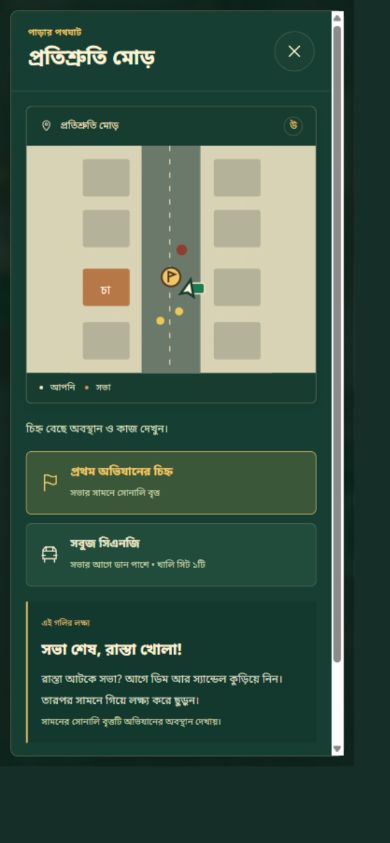 পাড়ার পথঘাট
প্রতিশ্রুতি মোড়
প্রতিশ্রুতি মোড়
উ
চা
আপনি
সভা
চিহ্ন বেছে অবস্থান ও কাজ দেখুন।
প্রথম অভিযানের চিহ্ন
সভার সামনে সোনালি বৃত্ত
সবুজ সিএনজি
সভার আগে ডান পাশে • খালি সিট ১টি
এই গলির লক্ষ্য
সভা শেষ, রাস্তা খোলা!
রাস্তা আটকে সভা? আগে ডিম আর স্যান্ডেল কুড়িয়ে নিন।
তারপর সামনে গিয়ে লক্ষ্য করে ছুড়ুন।
সামনের সোনালি বৃত্তটি অভিযানের অবস্থান দেখায়।